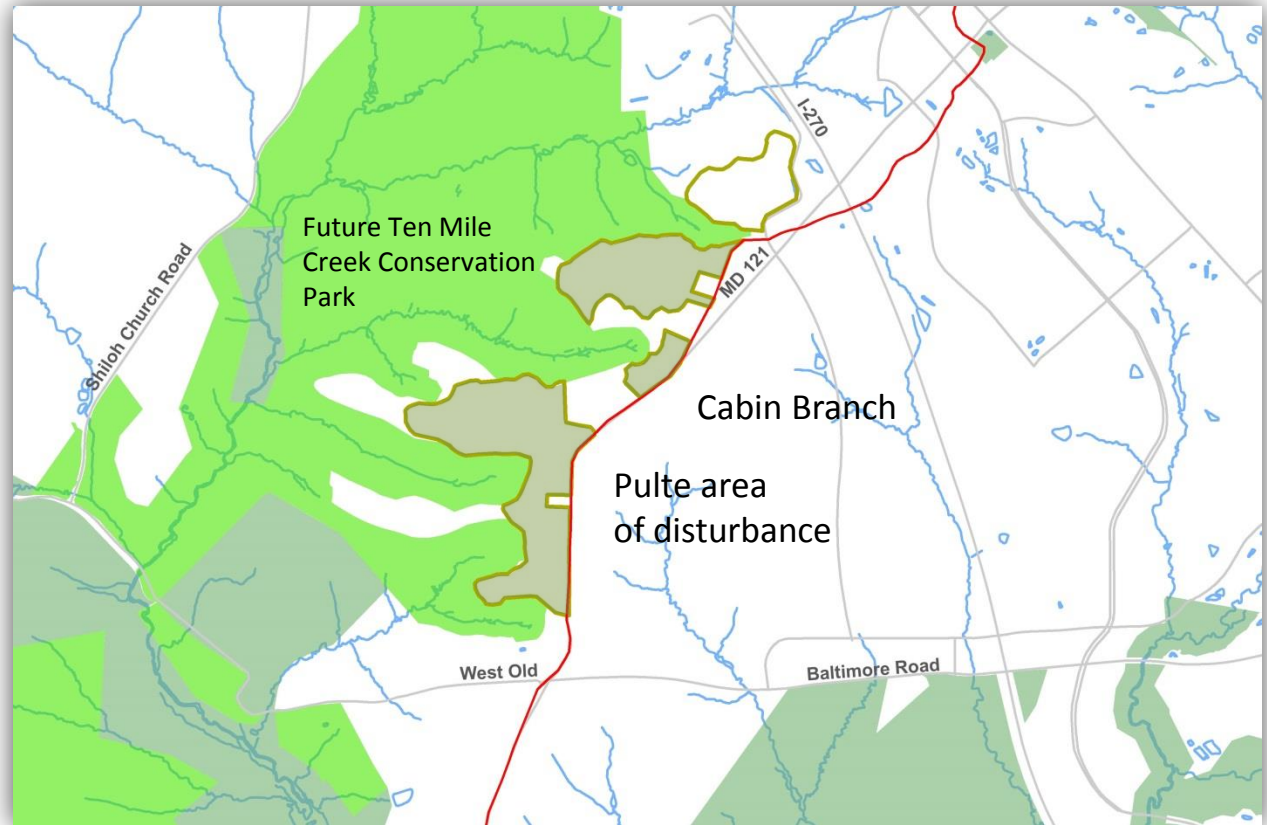 I-270
Future Ten Mile
Creek Conservation
Park
MD 121
Shiloh Church Road
Cabin Branch
Pulte area
of disturbance
West Old
Baltimore Road